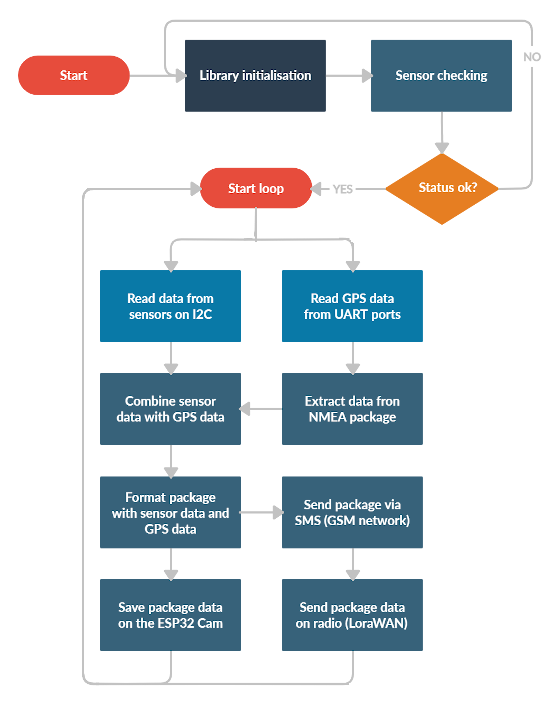 Start
Library initialisation
Sensor checking
NO
Status ok?
YES
Start loop
Read data from
sensors on I2C
Read GPS data
from UART ports
Combine sensor
data with GPS data
Extract data fron
NMEA package
Format package
with sensor data and
GPS data
Send package via
SMS (GSM network)
Save package data
on the ESP32 Cam
Send package data
on radio (LoraWAN)